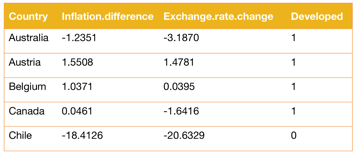 Country Inflation.difference Exchange.rate.change Developed
Australia -1.2351 -3.1870 1
Austria 1.5508 1.4781 1
Belgium 1.0371 0.0395 1
Canada 0.0461 -1.6416 1
Chile -18.4126 -20.6329 0